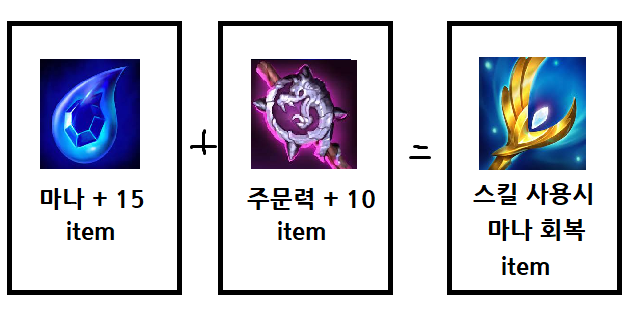 마나 + 15
item
+
주문력 + 10
item
=
스킬 사용시
마나 회복
item